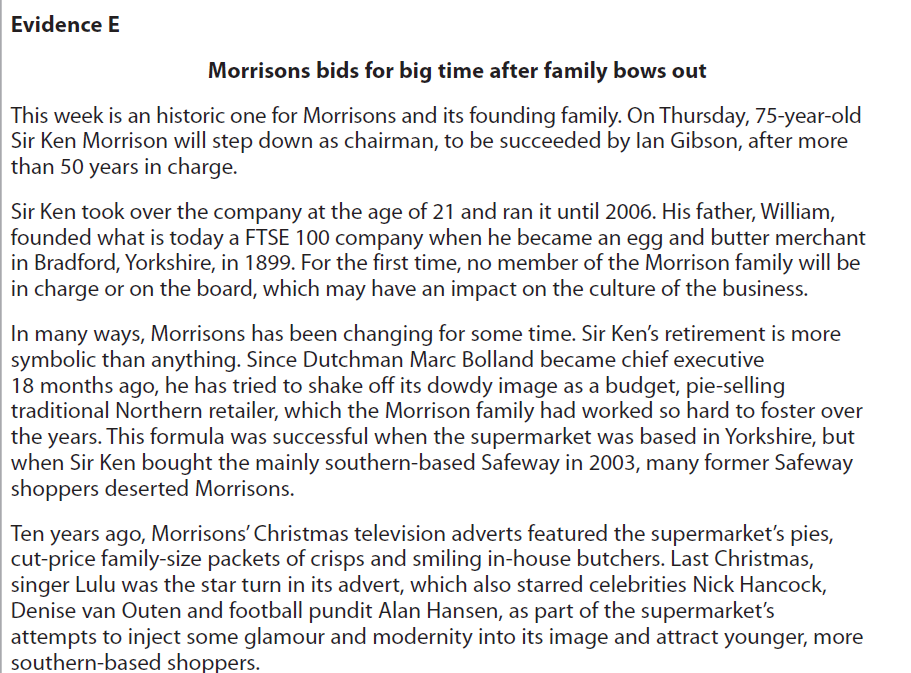 Evidence E
Morrisons bids for big time after family bows out
This week is an historic one for Morrisons and its founding family. On Thursday, 75-year-old
Sir Ken Morrison will step down as chairman, to be succeeded by Ian Gibson, after more
than 50 years in charge.
Sir Ken took over the company at the age of 21 and ran it until 2006. His father, William,
founded what is today a FTSE 100 company when he became an egg and butter merchant
in Bradford, Yorkshire, in 1899. For the first time, no member of the Morrison family will be
in charge or on the board, which may have an impact on the culture of the business.
In many ways, Morrisons has been changing for some time. Sir Ken’s retirement is more
symbolic than anything. Since Dutchman Marc Bolland became chief executive
18 months ago, he has tried to shake off its dowdy image as a budget, pie-selling
traditional Northern retailer, which the Morrison family had worked so hard to foster over
the years. This formula was successful when the supermarket was based in Yorkshire, but
when Sir Ken bought the mainly southern-based Safeway in 2003, many former Safeway
shoppers deserted Morrisons.
Ten years ago, Morrisons’ Christmas television adverts featured the supermarket’s pies,
cut-price family-size packets of crisps and smiling in-house butchers. Last Christmas,
singer Lulu was the star turn in its advert, which also starred celebrities Nick Hancock,
Denise van Outen and football pundit Alan Hansen, as part of the supermarket’s
attempts to inject some glamour and modernity into its image and attract younger, more
southern-based shoppers.